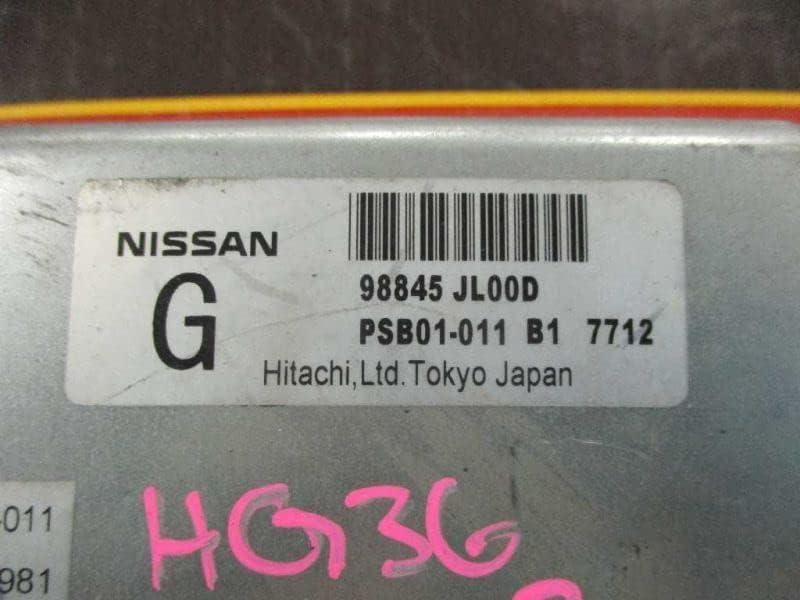 NISSAN
G
98845 JL00D
PSB01-011 B1 7712
Hitachi,Ltd.Tokyo Japan
HG36
-011
981